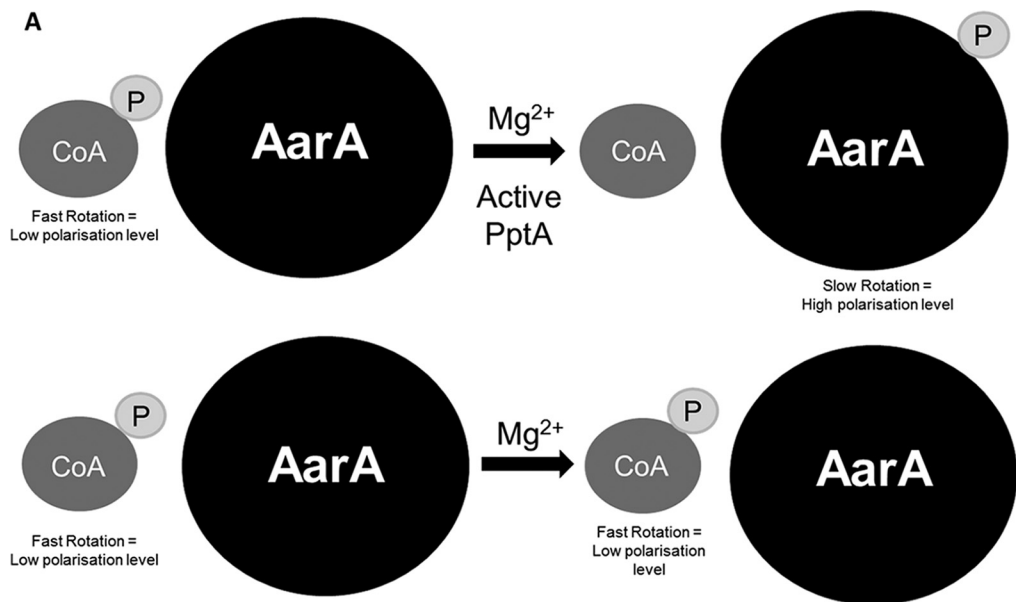 A
P
CoA
AarA
Fast Rotation =
Low polarisation level
Mg²⁺
Active
PptA
P
CoA
AarA
Slow Rotation =
High polarisation level
P
CoA
AarA
Fast Rotation =
Low polarisation level
Mg²⁺
P
CoA
AarA
Fast Rotation =
Low polarisation
level